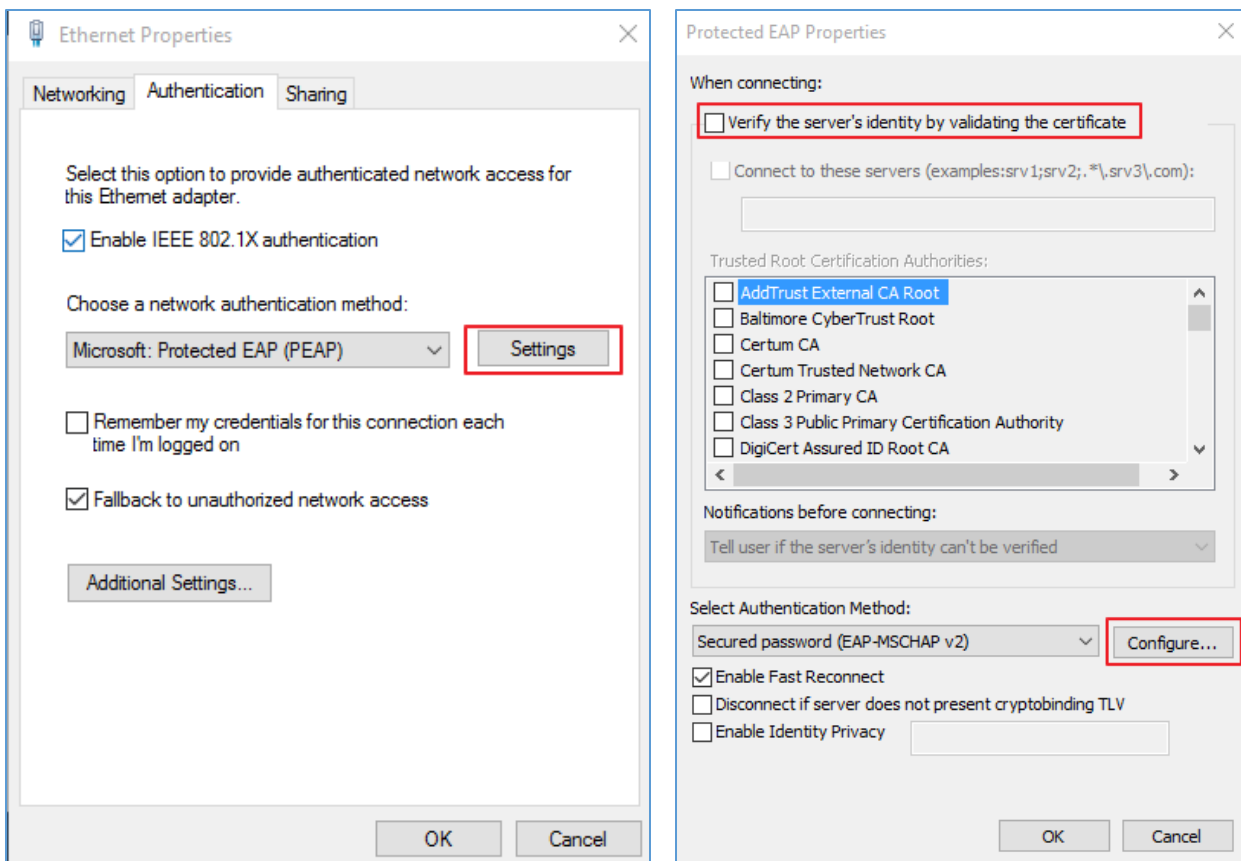 Ethernet Properties
Networking
Authentication
Sharing
Select this option to provide authenticated network access for
this Ethernet adapter.
Enable IEEE 802.1X authentication
Choose a network authentication method:
Microsoft: Protected EAP (PEAP)
Settings
Remember my credentials for this connection each
time I'm logged on
Fallback to unauthorized network access
Additional Settings...
OK
Cancel
Protected EAP Properties
When connecting:
Verify the server's identity by validating the certificate
Connect to these servers (examples:srv1;srv2;.*\.srv3\.com):
Trusted Root Certification Authorities:
AddTrust External CA Root
Baltimore CyberTrust Root
Certum CA
Certum Trusted Network CA
Class 2 Primary CA
Class 3 Public Primary Certification Authority
DigiCert Assured ID Root CA
Notifications before connecting:
Tell user if the server's identity can't be verified
Select Authentication Method:
Secured password (EAP-MSCHAP v2)
Configure...
Enable Fast Reconnect
Disconnect if server does not present cryptobinding TLV
Enable Identity Privacy
OK
Cancel